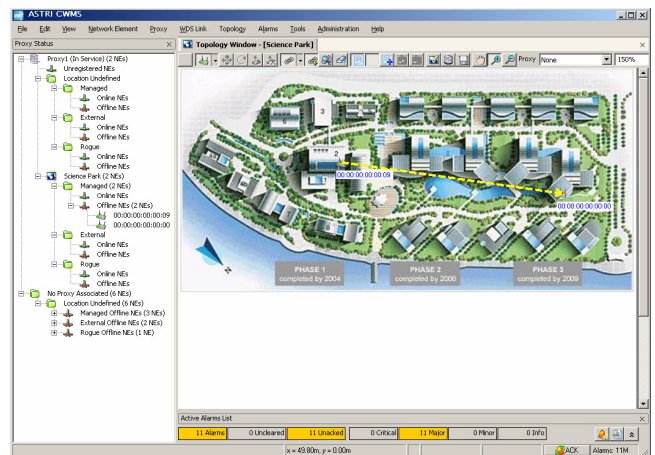 ASTRI CWMS
File Edit View Network Element Proxy WDS Link Topology Alarms Tools Administration Help
Proxy Status
Topology Window - [Science Park]
Proxy None 150%
Proxy1 (In Service) (2 NEs)
Unregistered NEs
Location Undefined
Managed
Online NEs
Offline NEs
External
Online NEs
Offline NEs
Rogue
Online NEs
Offline NEs
Science Park (2 NEs)
Managed (2 NEs)
Online NEs
Offline NEs (2 NEs)
00:00:00:00:00:09
00:00:00:00:00:00
External
Online NEs
Offline NEs
Rogue
Online NEs
Offline NEs
No Proxy Associated (6 NEs)
Location Undefined (6 NEs)
Managed Offline NEs (3 NEs)
External Offline NEs (2 NEs)
Rogue Offline NEs (1 NE)
6
3
2
1
00:00:00:00:00:09
00:00:00:00:00:00
PHASE 1
completed by 2004
PHASE 2
completed by 2006
PHASE 3
completed by 2009
N
Active Alarms List
11 Alarms 0 Uncleared 11 Unacked 0 Critical 11 Major 0 Minor 0 Info
x = 49.80m, y = 0.00m
ACK Alarms: 11M